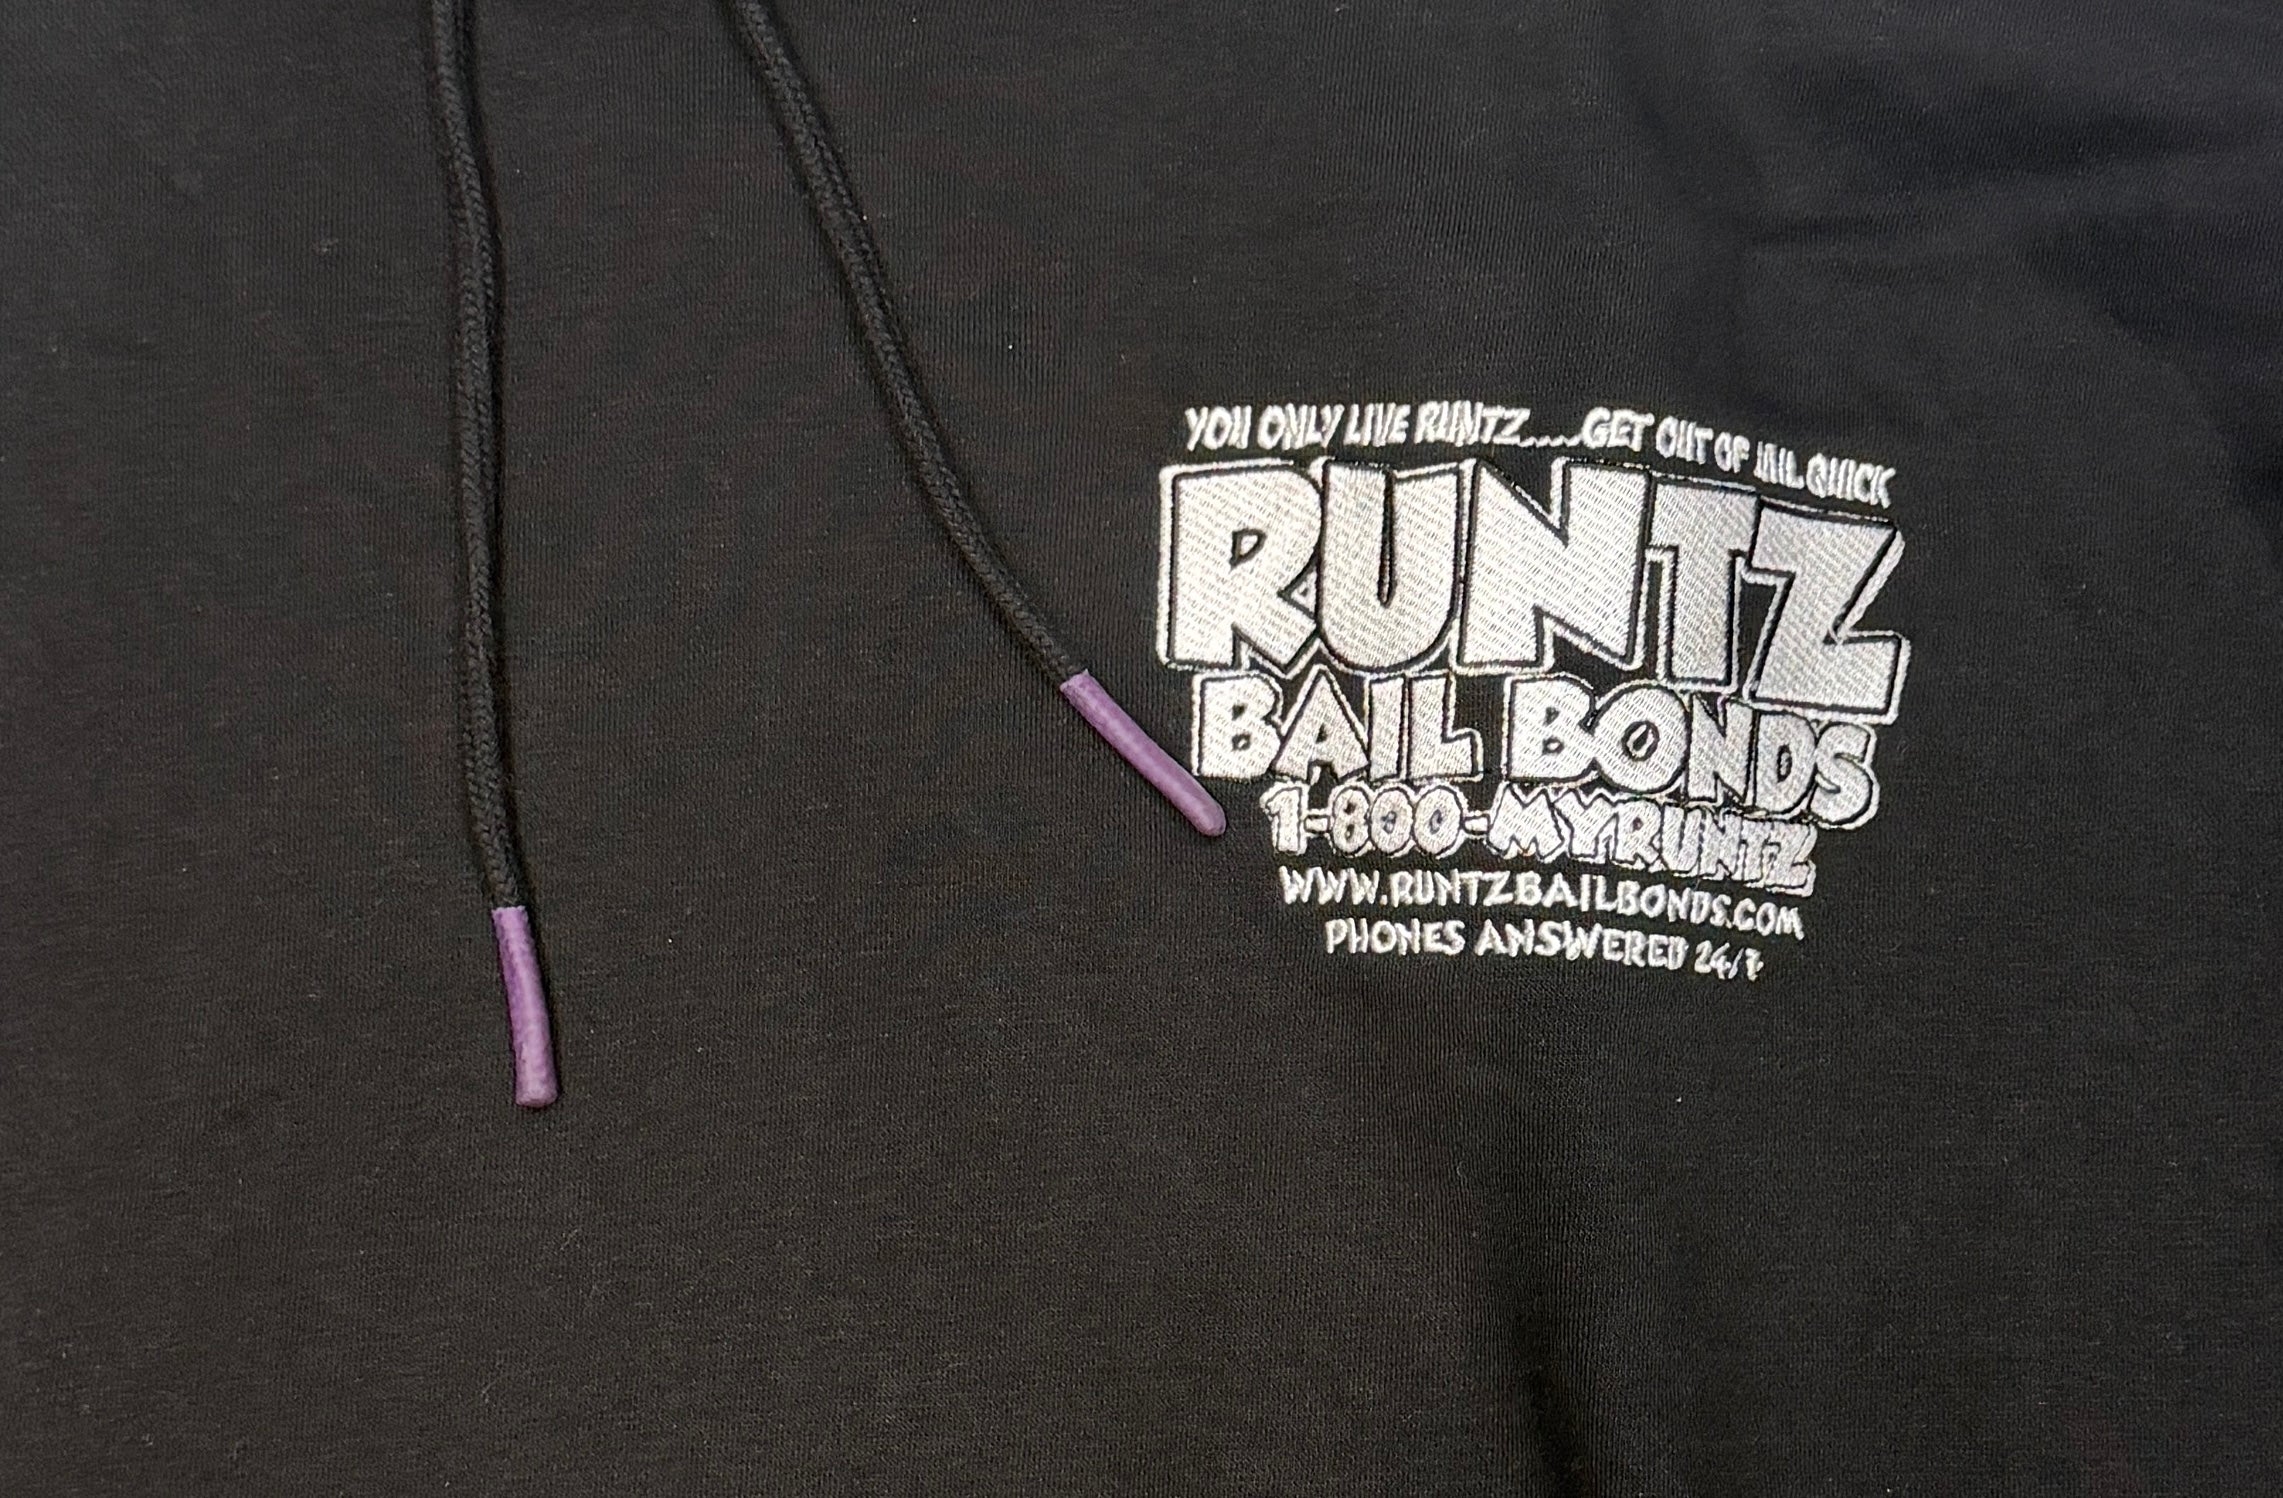 YOU ONLY LIVE RUNTZ.....GET OUT OF JAIL QUICK
RUNTZ
BAIL BONDS
1-800-MYRUNTZ
WWW.RUNTZBAILBONDS.COM
PHONES ANSWERED 24/7